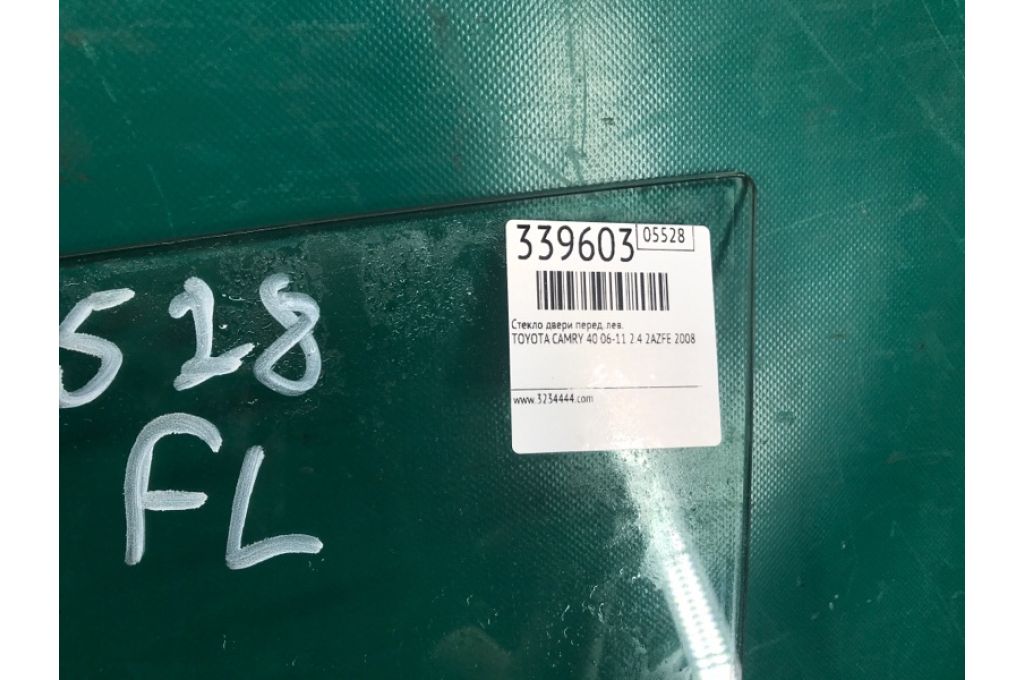 339603
05528
Стекло двери перед. лев.
TOYOTA CAMRY 40 06-11 2.4 2AZFE 2008
www.3234444.com
528
FL